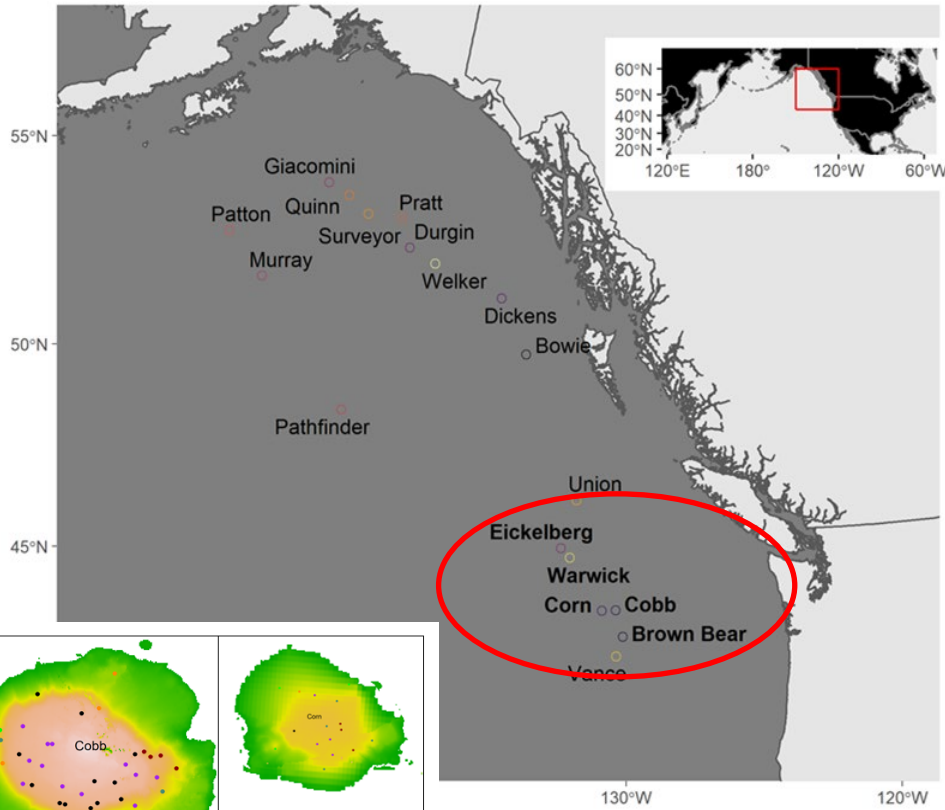 60°N
50°N
40°N
30°N
20°N
120°E
180°
120°W
60°W
55°N
50°N
45°N
Giacomini
Quinn
Pratt
Patton
Surveyor
Durgin
Murray
Welker
Dickens
Bowie
Pathfinder
Union
Eickelberg
Warwick
Corn
Cobb
Brown Bear
Vance
Cobb
Corn
130°W
120°W